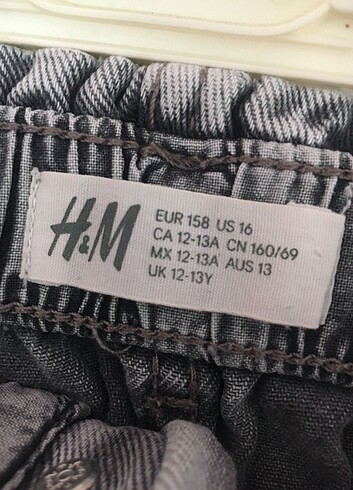 H&M
EUR 158 US 16
CA 12-13A CN 160/69
MX 12-13A AUS 13
UK 12-13Y